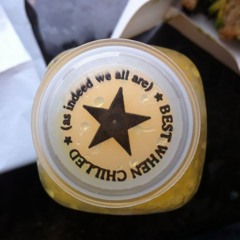 BEST WHEN CHILLED
(as indeed we all are)